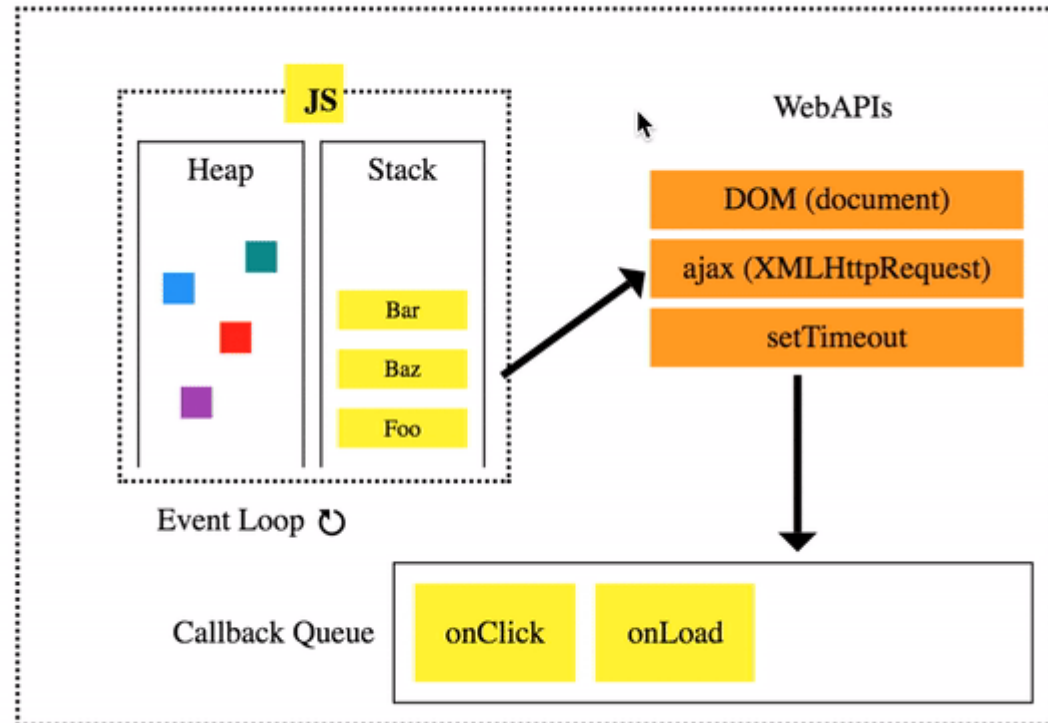 JS
Heap
Stack
Bar
Baz
Foo
WebAPIs
DOM (document)
ajax (XMLHttpRequest)
setTimeout
Event Loop ↻
Callback Queue
onClick
onLoad